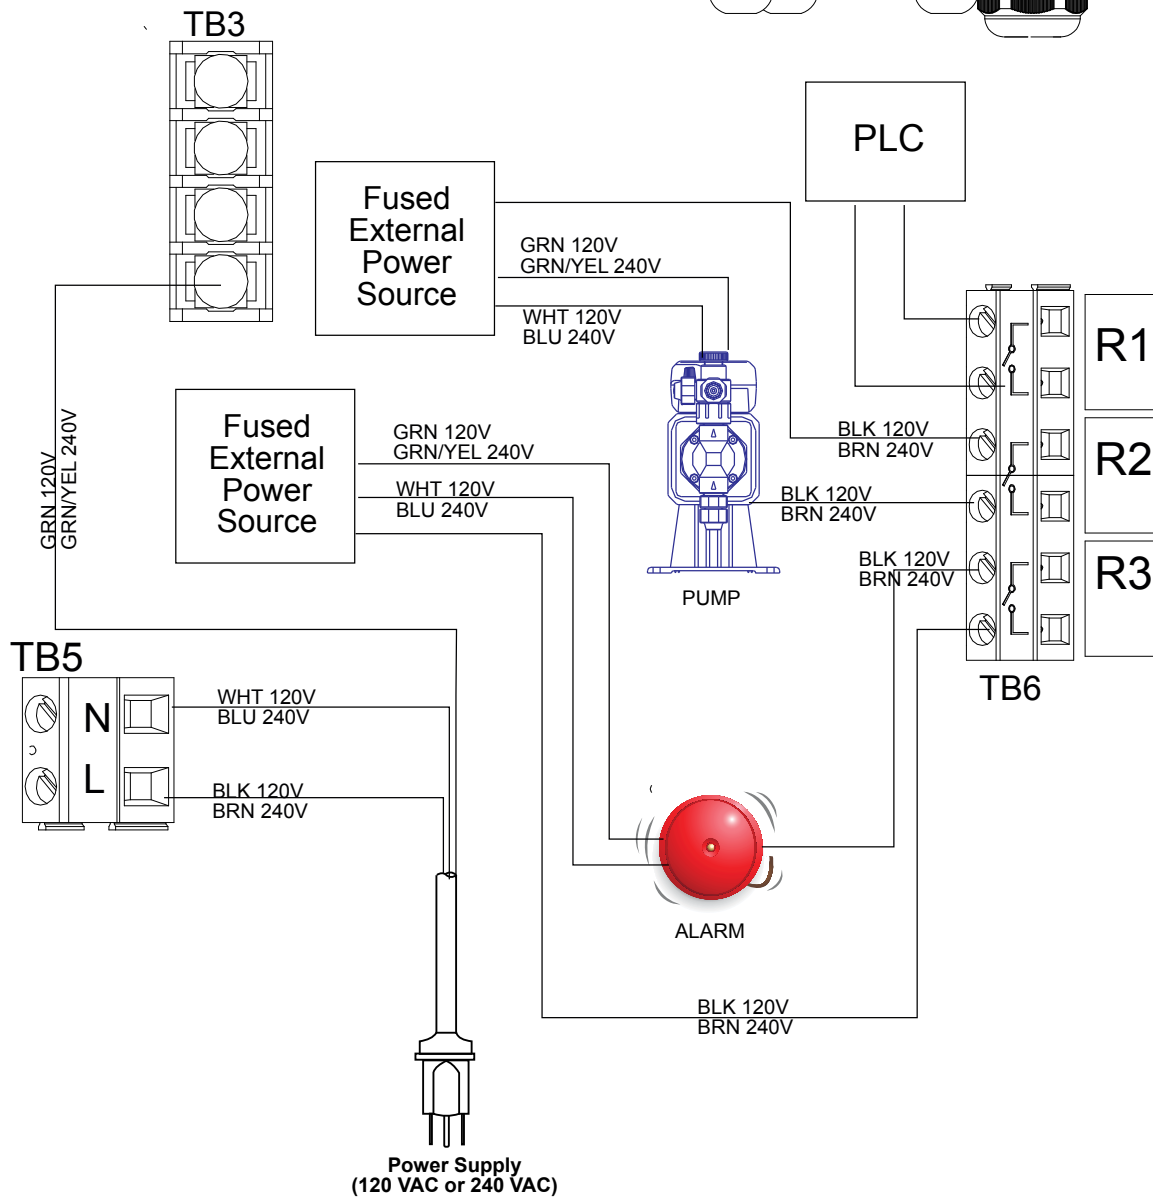 TB3
PLC
Fused
External
Power
Source
GRN 120V
GRN/YEL 240V
WHT 120V
BLU 240V
R1
R2
R3
BLK 120V
BRN 240V
BLK 120V
BRN 240V
BLK 120V
BRN 240V
PUMP
TB6
Fused
External
Power
Source
GRN 120V
GRN/YEL 240V
WHT 120V
BLU 240V
GRN 120V
GRN/YEL 240V
TB5
N
L
WHT 120V
BLU 240V
BLK 120V
BRN 240V
ALARM
BLK 120V
BRN 240V
Power Supply
(120 VAC or 240 VAC)